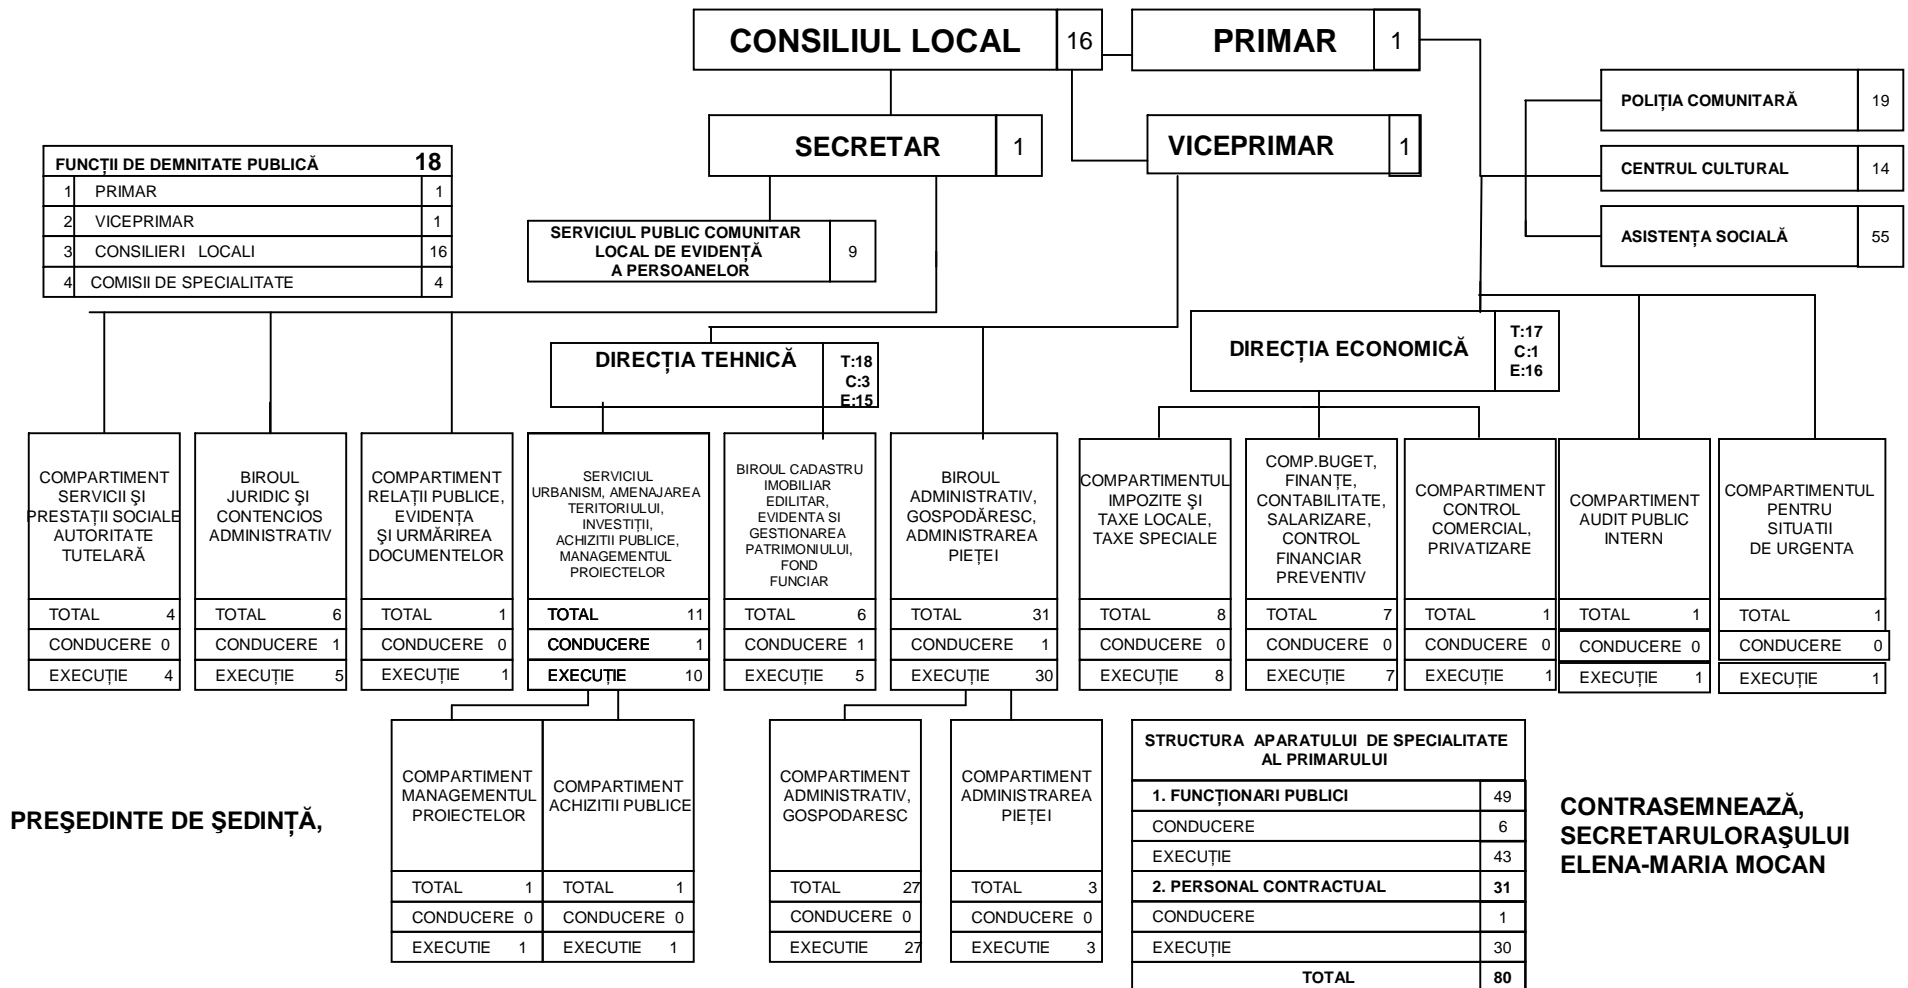 CONSILIUL LOCAL 16
PRIMAR 1
POLIȚIA COMUNITARĂ 19
SECRETAR 1
VICEPRIMAR 1
CENTRUL CULTURAL 14
ASISTENȚA SOCIALĂ 55
FUNCȚII DE DEMNITATE PUBLICĂ 18
1 PRIMAR 1
2 VICEPRIMAR 1
3 CONSILIERI LOCALI 16
4 COMISII DE SPECIALITATE 4
SERVICIUL PUBLIC COMUNITAR
LOCAL DE EVIDENȚĂ
A PERSOANELOR
9
DIRECȚIA TEHNICĂ
T:18
C:3
E:15
DIRECȚIA ECONOMICĂ
T:17
C:1
E:16
COMPARTIMENT
SERVICII ŞI
PRESTAȚII SOCIALE
AUTORITATE
TUTELARĂ
TOTAL 4
CONDUCERE 0
EXECUȚIE 4
BIROUL
JURIDIC ŞI
CONTENCIOS
ADMINISTRATIV
TOTAL 6
CONDUCERE 1
EXECUȚIE 5
COMPARTIMENT
RELAȚII PUBLICE,
EVIDENȚA
ŞI URMĂRIREA
DOCUMENTELOR
TOTAL 1
CONDUCERE 0
EXECUȚIE 1
SERVICIUL
URBANISM, AMENAJAREA
TERITORIULUI,
INVESTIȚII,
ACHIZITII PUBLICE,
MANAGEMENTUL
PROIECTELOR
TOTAL 11
CONDUCERE 1
EXECUȚIE 10
BIROUL CADASTRU
IMOBILIAR
EDILITAR,
EVIDENTA SI
GESTIONAREA
PATRIMONIULUI,
FOND
FUNCIAR
TOTAL 6
CONDUCERE 1
EXECUȚIE 5
BIROUL
ADMINISTRATIV,
GOSPODĂRESC,
ADMINISTRAREA
PIEȚEI
TOTAL 31
CONDUCERE 1
EXECUȚIE 30
COMPARTIMENTUL
IMPOZITE ŞI
TAXE LOCALE,
TAXE SPECIALE
TOTAL 8
CONDUCERE 0
EXECUȚIE 8
COMP.BUGET,
FINANȚE,
CONTABILITATE,
SALARIZARE,
CONTROL
FINANCIAR
PREVENTIV
TOTAL 7
CONDUCERE 0
EXECUȚIE 7
COMPARTIMENT
CONTROL
COMERCIAL,
PRIVATIZARE
TOTAL 1
CONDUCERE 0
EXECUȚIE 1
COMPARTIMENT
AUDIT PUBLIC
INTERN
TOTAL 1
CONDUCERE 0
EXECUȚIE 1
COMPARTIMENTUL
PENTRU
SITUATII
DE URGENTA
TOTAL 1
CONDUCERE 0
EXECUȚIE 1
PREŞEDINTE DE ŞEDINȚĂ,
COMPARTIMENT
MANAGEMENTUL
PROIECTELOR
TOTAL 1
CONDUCERE 0
EXECUTIE 1
COMPARTIMENT
ACHIZITII PUBLICE
TOTAL 1
CONDUCERE 0
EXECUTIE 1
COMPARTIMENT
ADMINISTRATIV,
GOSPODARESC
TOTAL 27
CONDUCERE 0
EXECUTIE 27
COMPARTIMENT
ADMINISTRAREA
PIEȚEI
TOTAL 3
CONDUCERE 0
EXECUTIE 3
STRUCTURA APARATULUI DE SPECIALITATE
AL PRIMARULUI
1. FUNCȚIONARI PUBLICI 49
CONDUCERE 6
EXECUȚIE 43
2. PERSONAL CONTRACTUAL 31
CONDUCERE 1
EXECUȚIE 30
TOTAL 80
CONTRASEMNEAZĂ,
SECRETARULORAŞULUI
ELENA-MARIA MOCAN